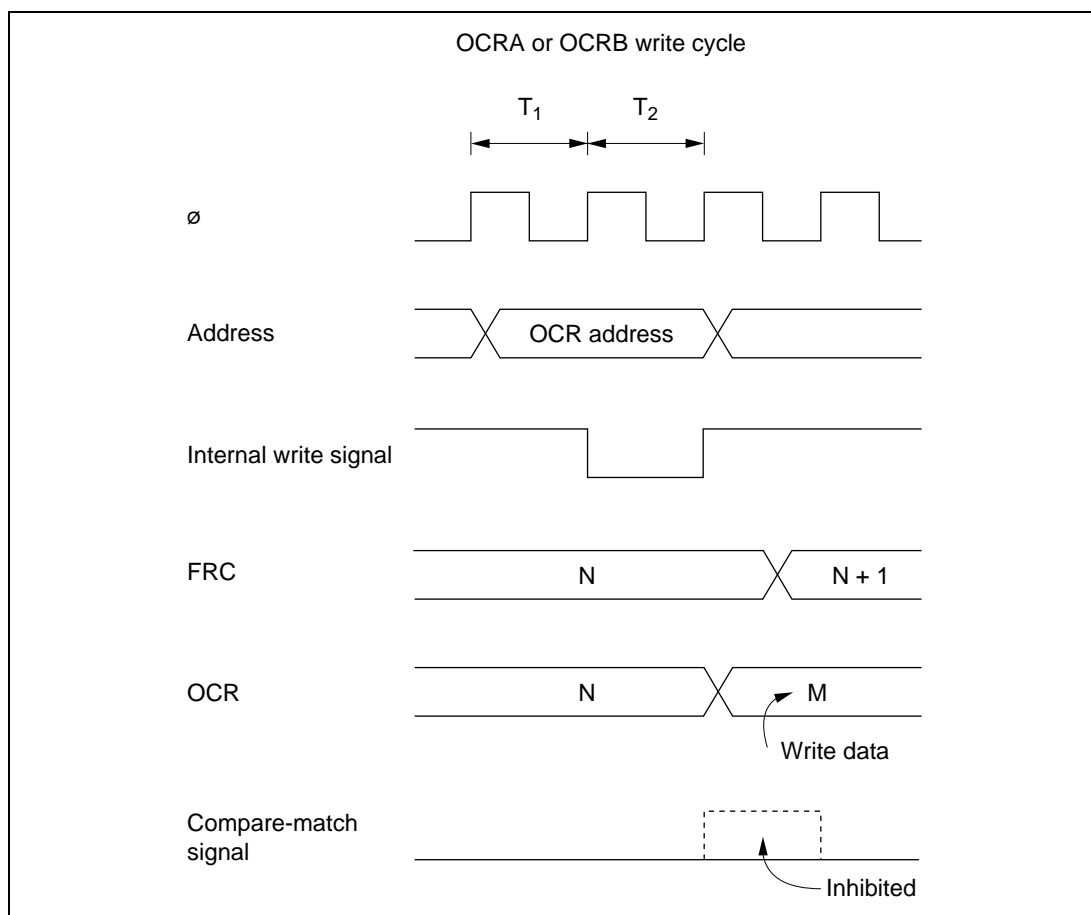 OCRA or OCRB write cycle
T1 T2
ø
Address OCR address
Internal write signal
FRC N N + 1
OCR N M
Write data
Compare-match
signal
Inhibited